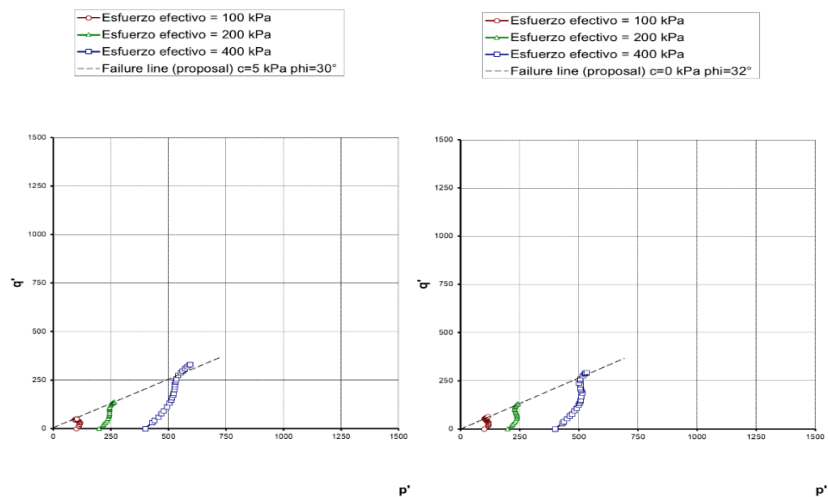 Esfuerzo efectivo = 100 kPa
Esfuerzo efectivo = 200 kPa
Esfuerzo efectivo = 400 kPa
Failure line (proposal) c=5 kPa phi=30°
1500
1250
1000
750
500
250
0
q'
0 250 500 750 1000 1250 1500
p'
Esfuerzo efectivo = 100 kPa
Esfuerzo efectivo = 200 kPa
Esfuerzo efectivo = 400 kPa
Failure line (proposal) c=0 kPa phi=32°
1500
1250
1000
750
500
250
0
q'
0 250 500 750 1000 1250 1500
p'